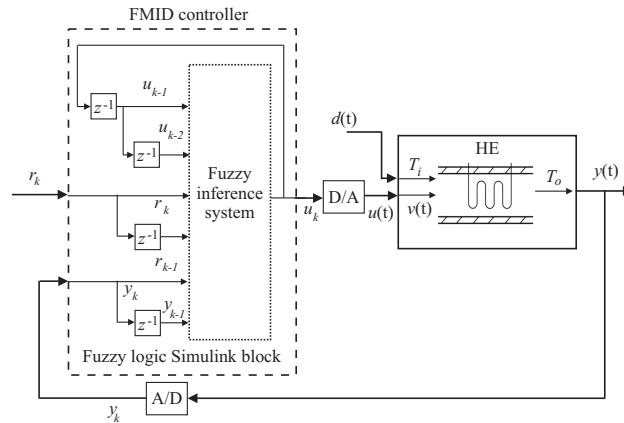 FMID controller
z-1
u_{k-1}
u_{k-2}
z-1
r_k
r_k
z-1
r_{k-1}
y_k
y_{k-1}
z-1
Fuzzy
inference
system
Fuzzy logic Simulink block
u_k
D/A
u(t)
d(t)
HE
T_i
v(t)
T_o
y(t)
y_k
A/D